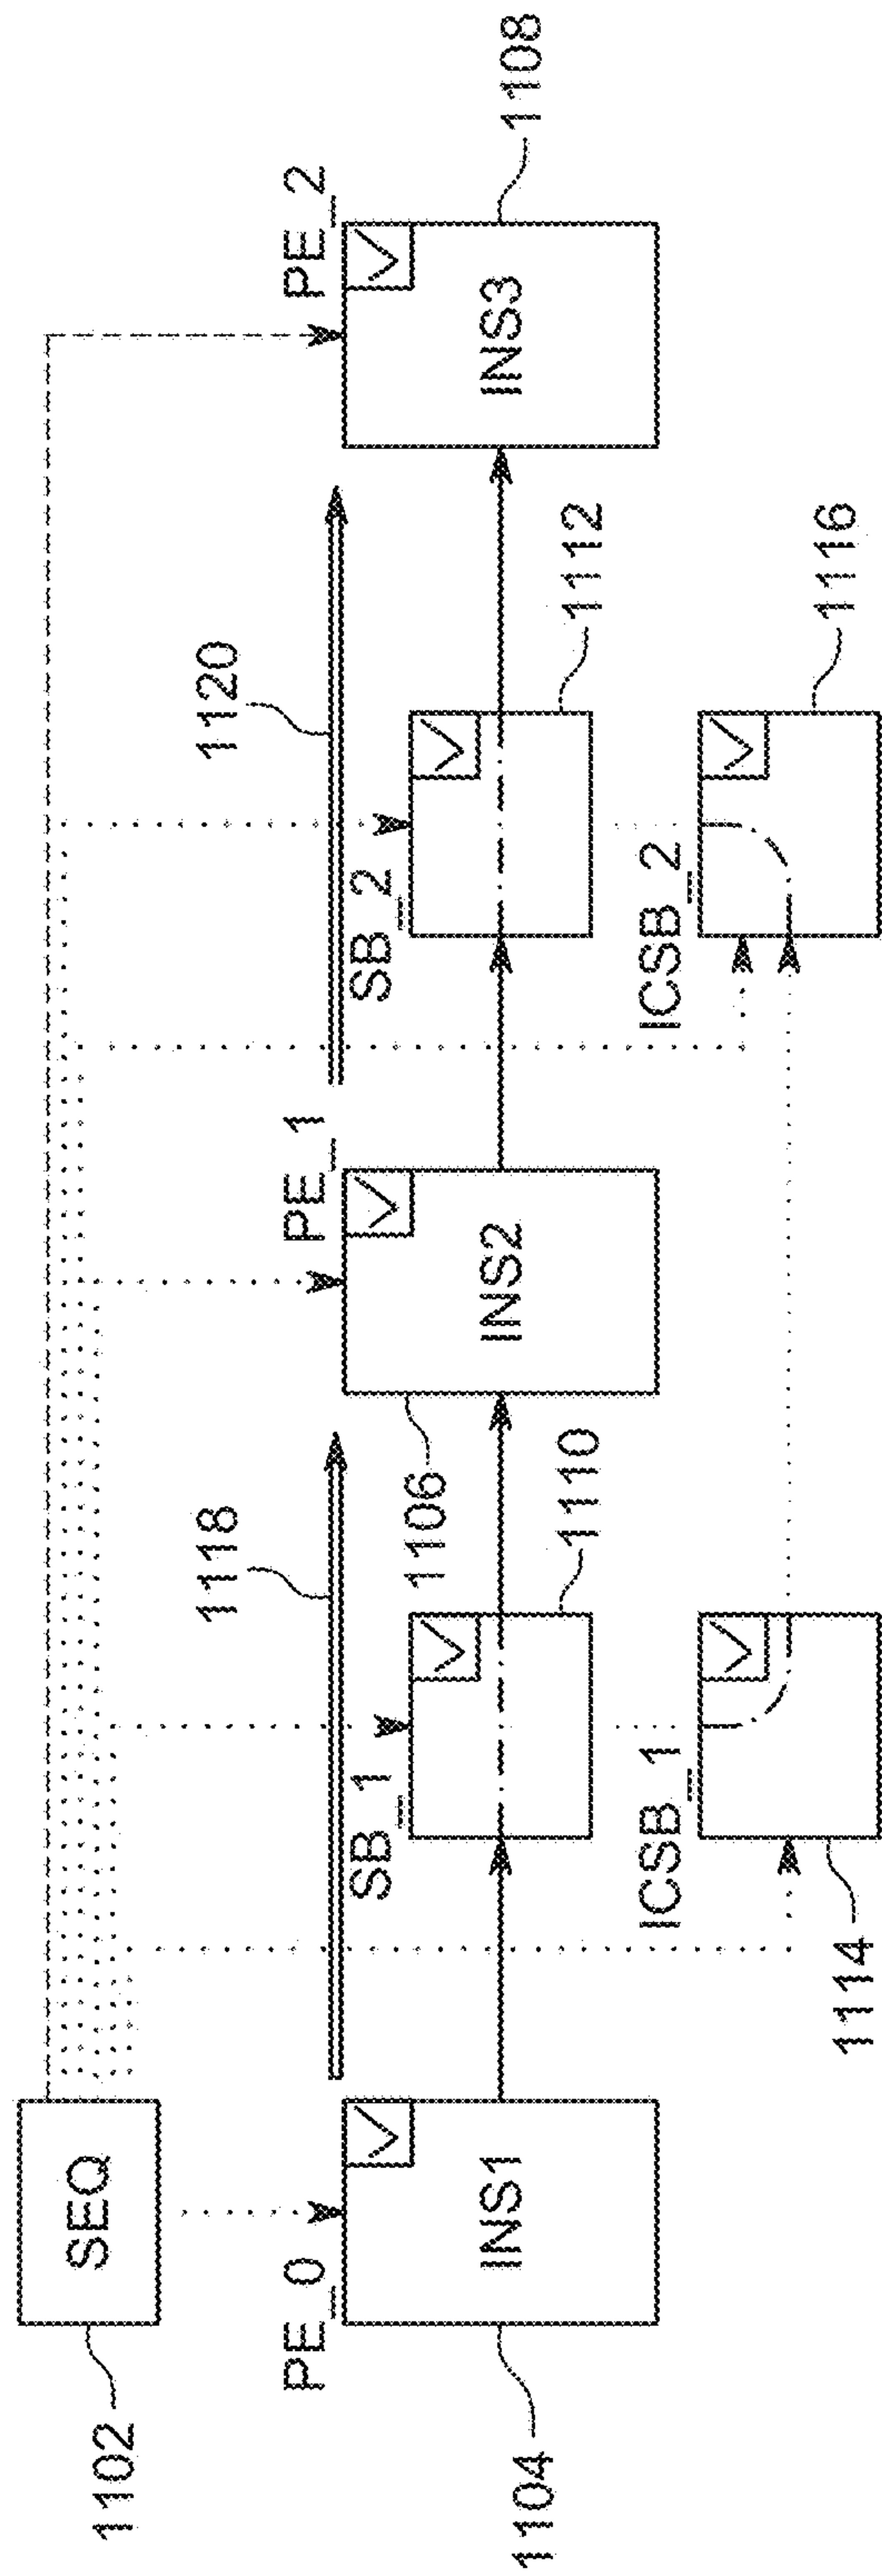 SEQ
1102
1118
1120
PE_0
PE_1
PE_2
V
SB_1
V
SB_2
V
1106
V
V
INS1
INS2
INS3
1108
1104
1110
1112
ICSB_1
ICSB_2
V
V
1116
1114